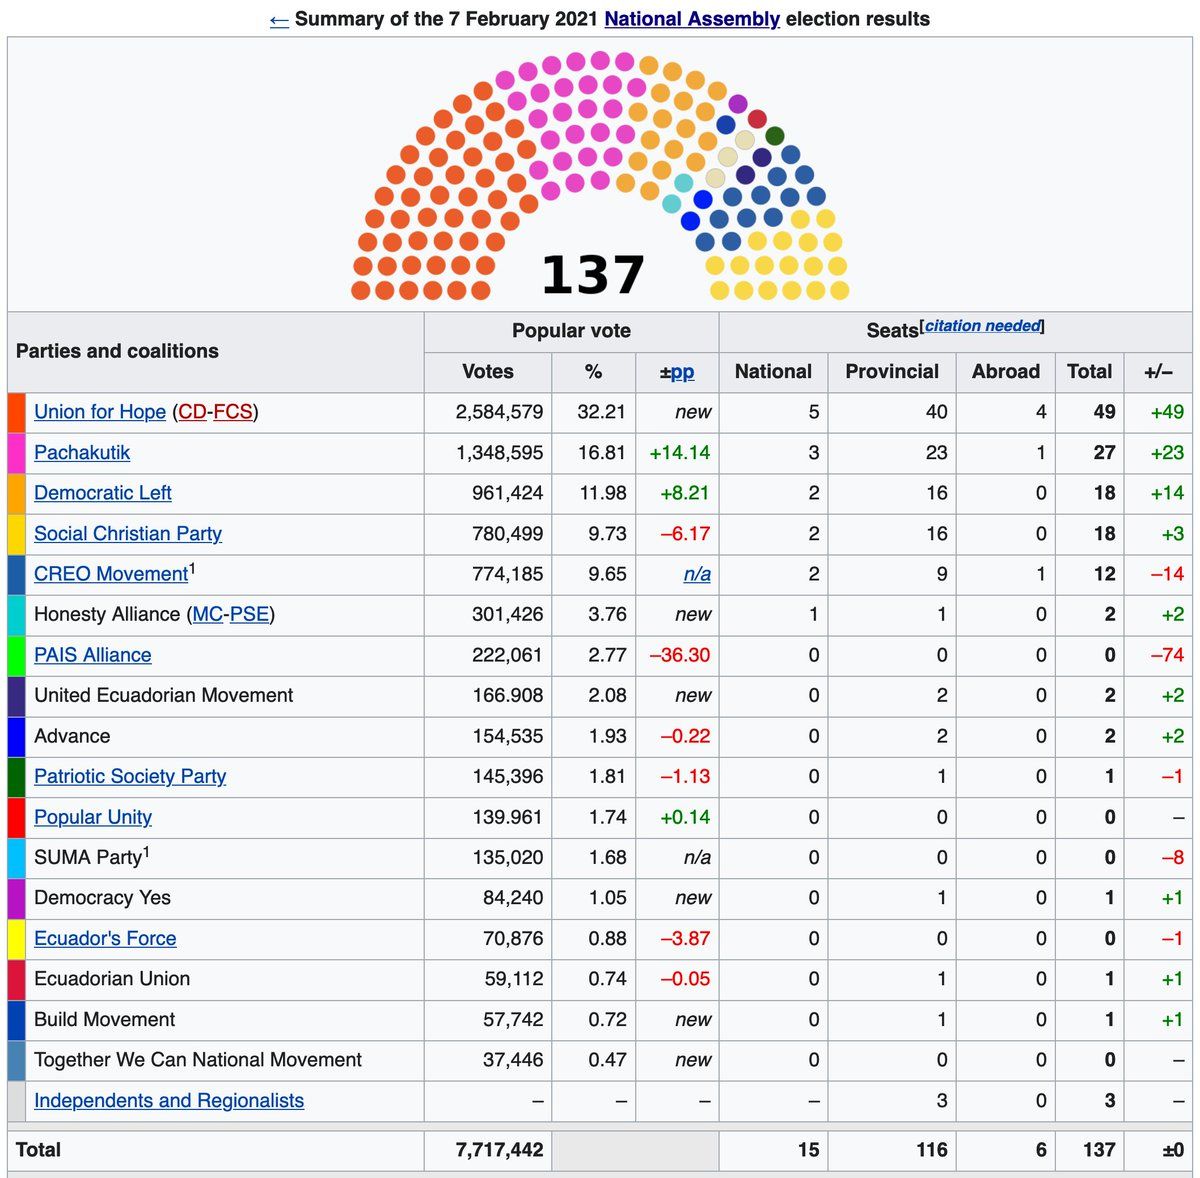 ← Summary of the 7 February 2021 National Assembly election results
137
Parties and coalitions Popular vote Seats[citation needed]
Votes % ±pp National Provincial Abroad Total +/–
Union for Hope (CD-FCS) 2,584,579 32.21 new 5 40 4 49 +49
Pachakutik 1,348,595 16.81 +14.14 3 23 1 27 +23
Democratic Left 961,424 11.98 +8.21 2 16 0 18 +14
Social Christian Party 780,499 9.73 –6.17 2 16 0 18 +3
CREO Movement1 774,185 9.65 n/a 2 9 1 12 –14
Honesty Alliance (MC-PSE) 301,426 3.76 new 1 1 0 2 +2
PAIS Alliance 222,061 2.77 –36.30 0 0 0 0 –74
United Ecuadorian Movement 166.908 2.08 new 0 2 0 2 +2
Advance 154,535 1.93 –0.22 0 2 0 2 +2
Patriotic Society Party 145,396 1.81 –1.13 0 1 0 1 –1
Popular Unity 139.961 1.74 +0.14 0 0 0 0 –
SUMA Party1 135,020 1.68 n/a 0 0 0 0 –8
Democracy Yes 84,240 1.05 new 0 1 0 1 +1
Ecuador's Force 70,876 0.88 –3.87 0 0 0 0 –1
Ecuadorian Union 59,112 0.74 –0.05 0 1 0 1 +1
Build Movement 57,742 0.72 new 0 1 0 1 +1
Together We Can National Movement 37,446 0.47 new 0 0 0 0 –
Independents and Regionalists – – – – 3 0 3 –
Total 7,717,442 15 116 6 137 ±0